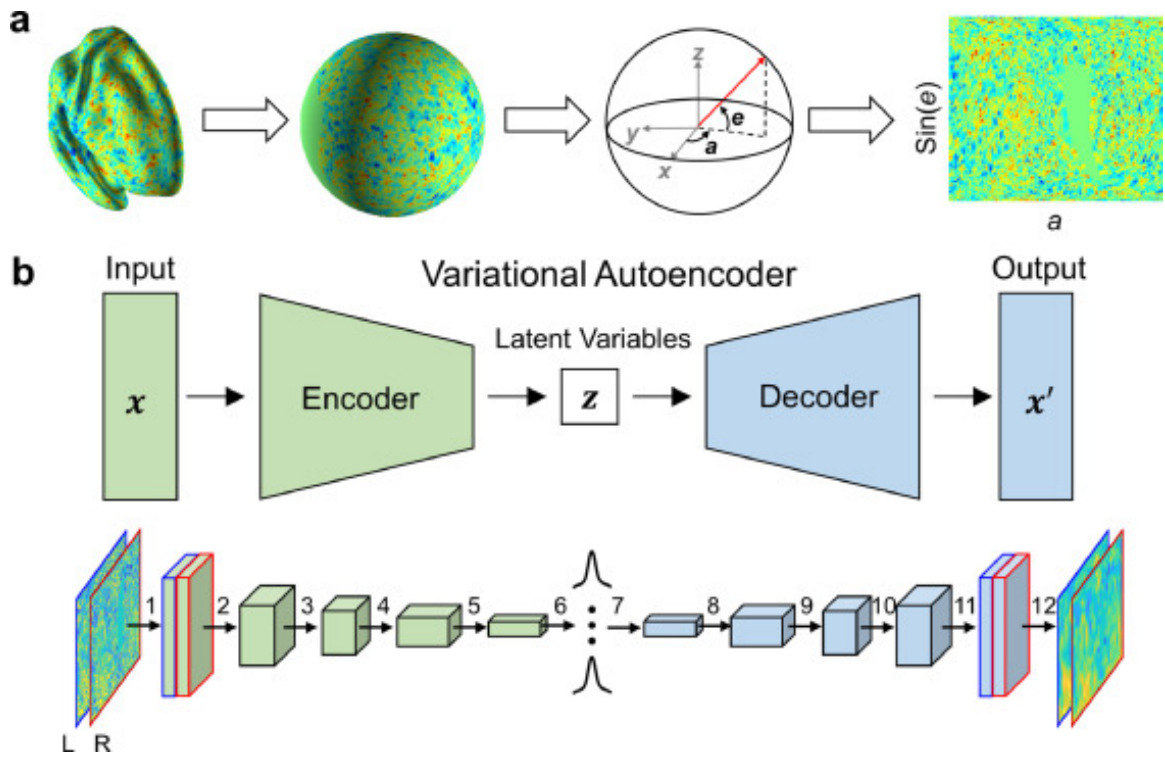 a
z
y
x
e
a
Sin(e)
a
b
Input
Variational Autoencoder
Output
Latent Variables
x
Encoder
z
Decoder
x′
1 2 3 4 5 6 7 8 9 10 11 12
L R